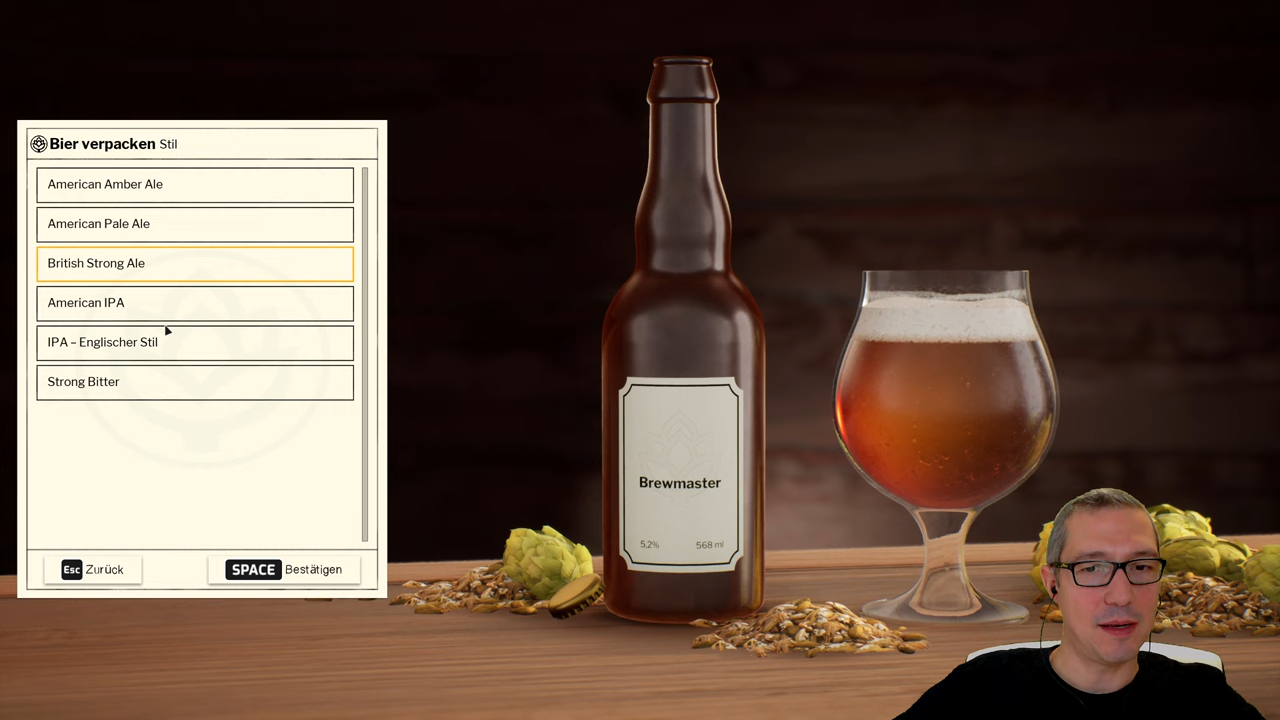 Bier verpacken Stil
American Amber Ale
American Pale Ale
British Strong Ale
American IPA
IPA – Englischer Stil
Strong Bitter
Esc Zurück
SPACE Bestätigen
Brewmaster
5,2% 568 ml